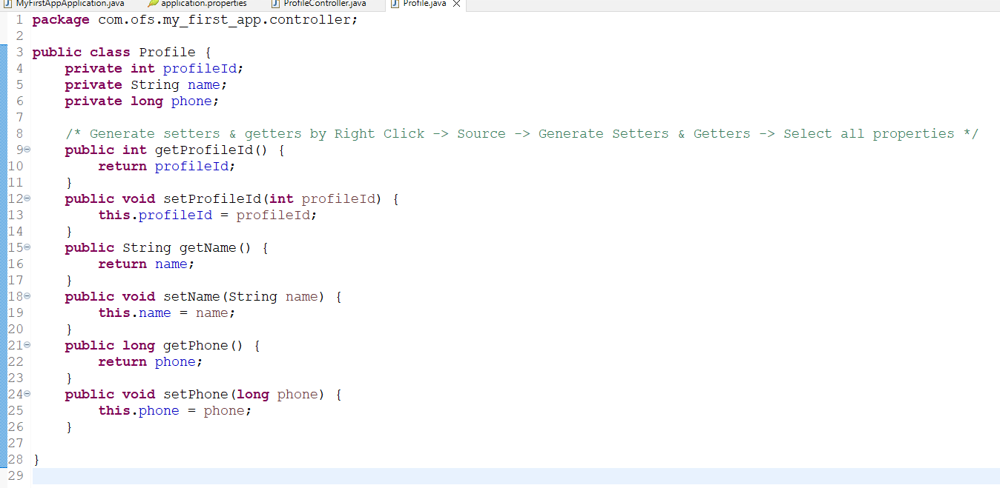 MyFirstAppApplication.java application.properties ProfileController.java Profile.java
1 package com.ofs.my_first_app.controller;
2
3 public class Profile {
4     private int profileId;
5     private String name;
6     private long phone;
7
8     /* Generate setters & getters by Right Click -> Source -> Generate Setters & Getters -> Select all properties */
9     public int getProfileId() {
10         return profileId;
11     }
12     public void setProfileId(int profileId) {
13         this.profileId = profileId;
14     }
15     public String getName() {
16         return name;
17     }
18     public void setName(String name) {
19         this.name = name;
20     }
21     public long getPhone() {
22         return phone;
23     }
24     public void setPhone(long phone) {
25         this.phone = phone;
26     }
27
28 }
29